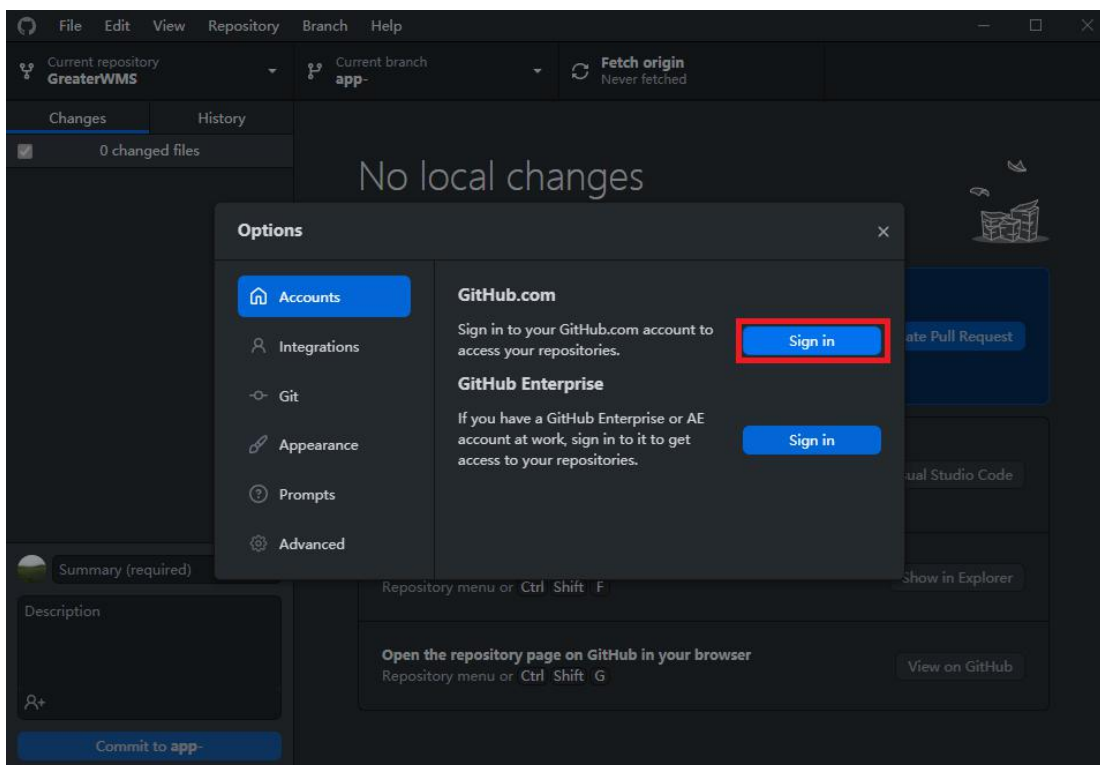 File Edit View Repository Branch Help
Current repository
GreaterWMS
Current branch
app-
Fetch origin
Never fetched
Changes History
0 changed files
No local changes
Options
Accounts
Integrations
Git
Appearance
Prompts
Advanced
GitHub.com
Sign in to your GitHub.com account to
access your repositories.
Sign in
GitHub Enterprise
If you have a GitHub Enterprise or AE
account at work, sign in to it to get
access to your repositories.
Sign in
ate Pull Request
ual Studio Code
Show in Explorer
Repository menu or Ctrl Shift F
Open the repository page on GitHub in your browser
Repository menu or Ctrl Shift G
View on GitHub
Summary (required)
Description
Commit to app-